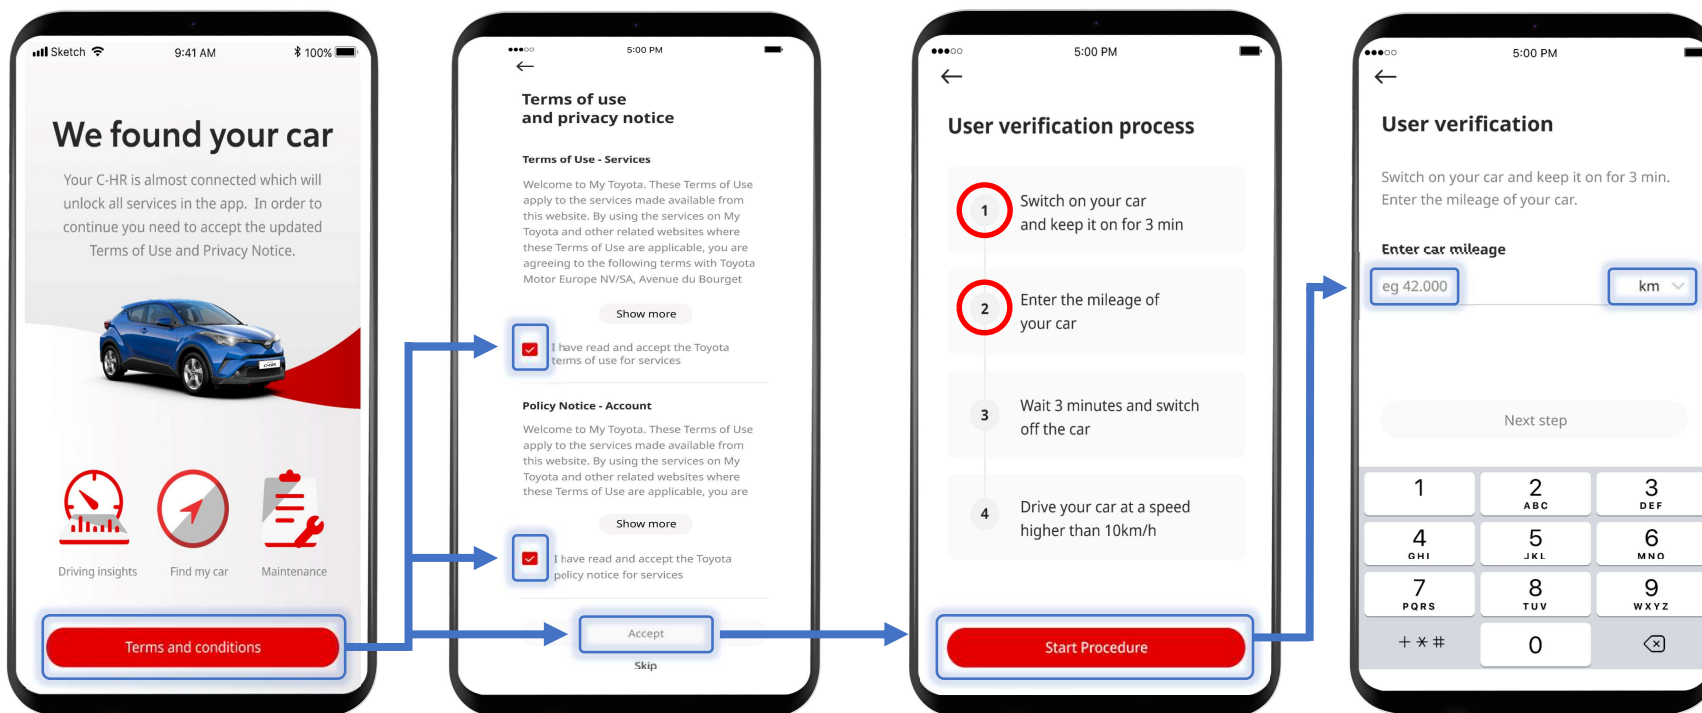 Sketch 9:41 AM 100%
We found your car
Your C-HR is almost connected which will
unlock all services in the app. In order to
continue you need to accept the updated
Terms of Use and Privacy Notice.
C-HR
Driving insights Find my car Maintenance
Terms and conditions
5:00 PM
Terms of use
and privacy notice
Terms of Use - Services
Welcome to My Toyota. These Terms of Use
apply to the services made available from
this website. By using the services on My
Toyota and other related websites where
these Terms of Use are applicable, you are
agreeing to the following terms with Toyota
Motor Europe NV/SA, Avenue du Bourget
Show more
I have read and accept the Toyota
terms of use for services
Policy Notice - Account
Welcome to My Toyota. These Terms of Use
apply to the services made available from
this website. By using the services on My
Toyota and other related websites where
these Terms of Use are applicable, you are
Show more
I have read and accept the Toyota
policy notice for services
Accept
Skip
5:00 PM
User verification process
1 Switch on your car
and keep it on for 3 min
2 Enter the mileage of
your car
3 Wait 3 minutes and switch
off the car
4 Drive your car at a speed
higher than 10km/h
Start Procedure
5:00 PM
User verification
Switch on your car and keep it on for 3 min.
Enter the mileage of your car.
Enter car mileage
eg 42.000 km
Next step
1 2 3
ABC DEF
4 5 6
GHI JKL MNO
7 8 9
PQRS TUV WXYZ
+ * # 0